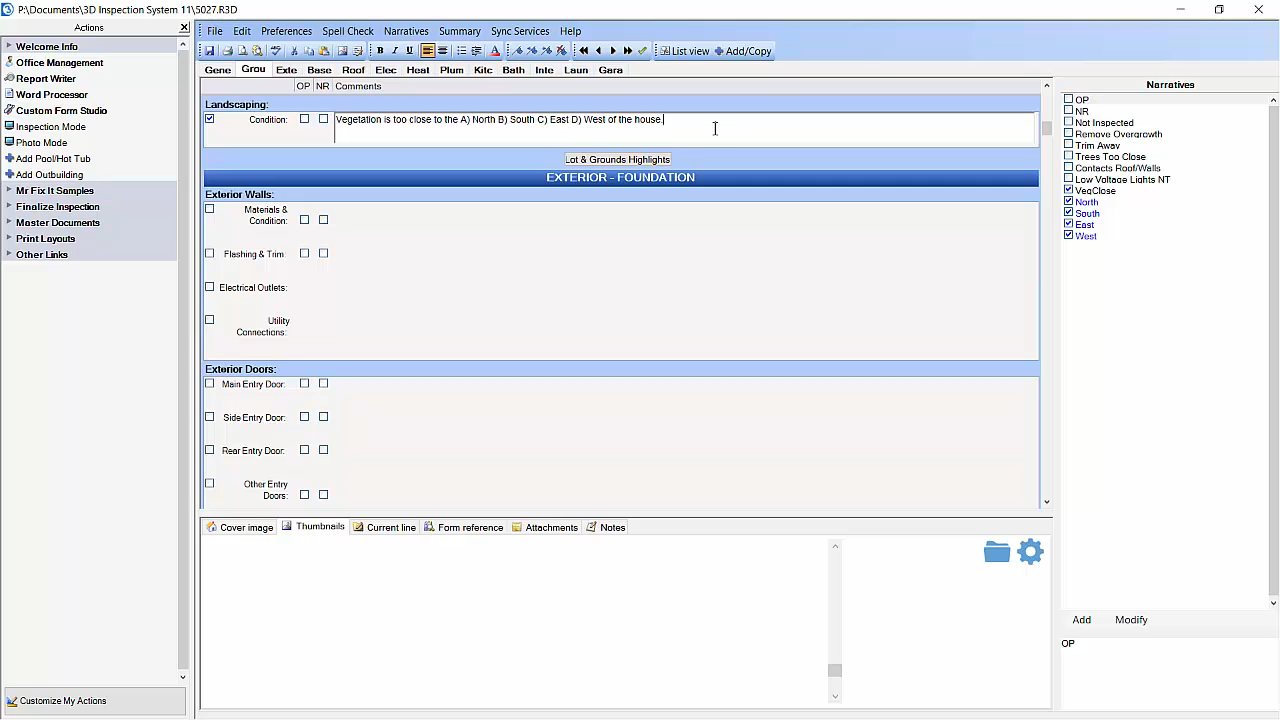 P:\Documents\3D Inspection System 11\5027.R3D
Actions
Welcome Info
Office Management
Report Writer
Word Processor
Custom Form Studio
Inspection Mode
Photo Mode
Add Pool/Hot Tub
Add Outbuilding
Mr Fix It Samples
Finalize Inspection
Master Documents
Print Layouts
Other Links
Customize My Actions
File Edit Preferences Spell Check Narratives Summary Sync Services Help
B I U A List view Add/Copy
Gene Grou Exte Base Roof Elec Heat Plum Kitc Bath Inte Laun Gara
OP NR Comments
Landscaping:
Condition: Vegetation is too close to the A) North B) South C) East D) West of the house.
Lot & Grounds Highlights
EXTERIOR - FOUNDATION
Exterior Walls:
Materials &
Condition:
Flashing & Trim:
Electrical Outlets:
Utility
Connections:
Exterior Doors:
Main Entry Door:
Side Entry Door:
Rear Entry Door:
Other Entry
Doors:
Cover image Thumbnails Current line Form reference Attachments Notes
Narratives
OP
NR
Not Inspected
Remove Overgrowth
Trim Away
Trees Too Close
Contacts Roof/Walls
Low Voltage Lights NT
VegClose
North
South
East
West
Add Modify
OP